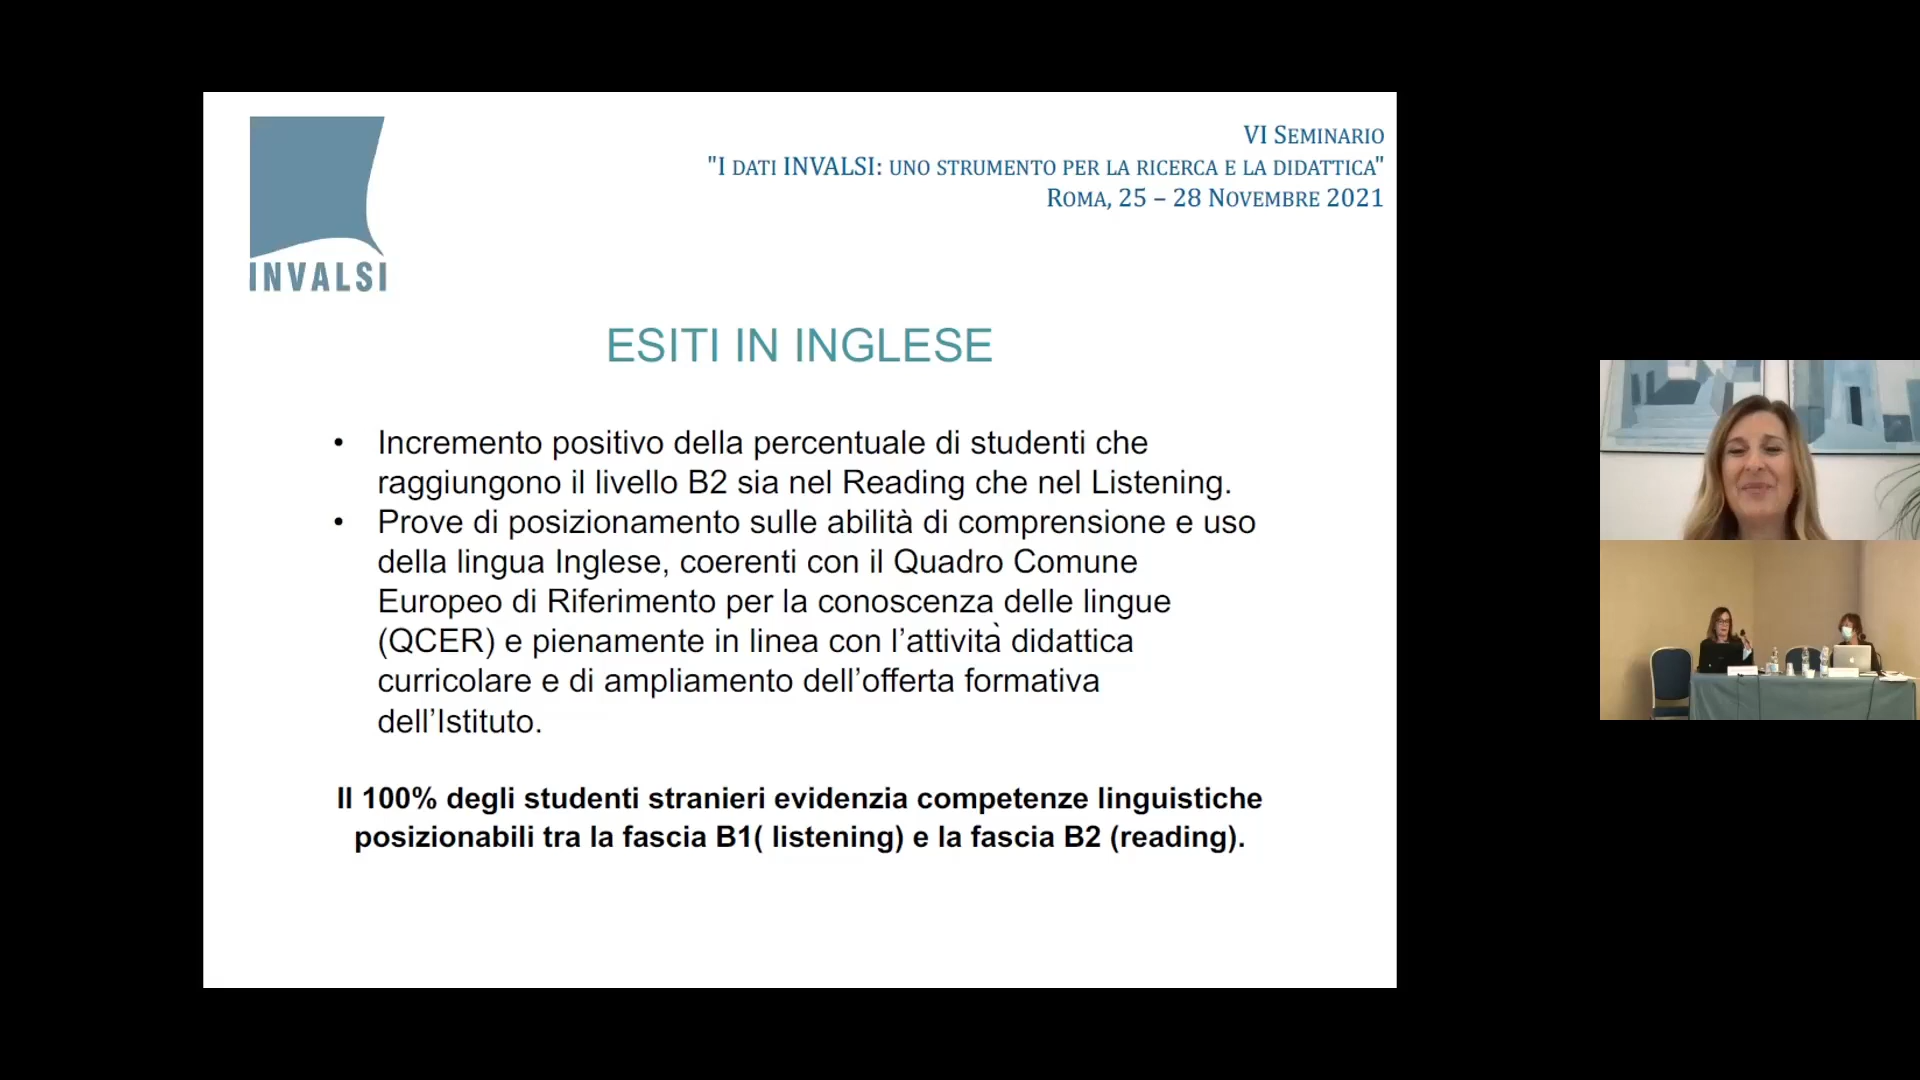 INVALSI
VI SEMINARIO
"I DATI INVALSI: UNO STRUMENTO PER LA RICERCA E LA DIDATTICA"
ROMA, 25 – 28 NOVEMBRE 2021
ESITI IN INGLESE
• Incremento positivo della percentuale di studenti che
raggiungono il livello B2 sia nel Reading che nel Listening.
• Prove di posizionamento sulle abilità di comprensione e uso
della lingua Inglese, coerenti con il Quadro Comune
Europeo di Riferimento per la conoscenza delle lingue
(QCER) e pienamente in linea con l’attività didattica
curricolare e di ampliamento dell’offerta formativa
dell’Istituto.
Il 100% degli studenti stranieri evidenzia competenze linguistiche
posizionabili tra la fascia B1( listening) e la fascia B2 (reading).